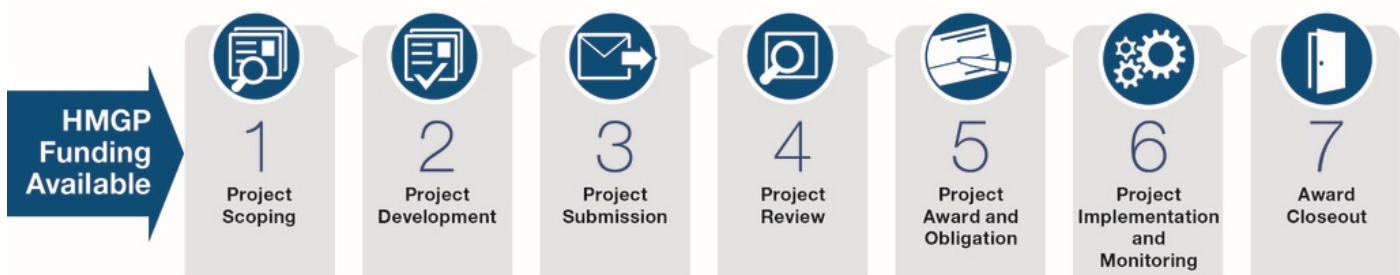 HMGP
Funding
Available
1
Project
Scoping
2
Project
Development
3
Project
Submission
4
Project
Review
5
Project
Award and
Obligation
6
Project
Implementation
and
Monitoring
7
Award
Closeout